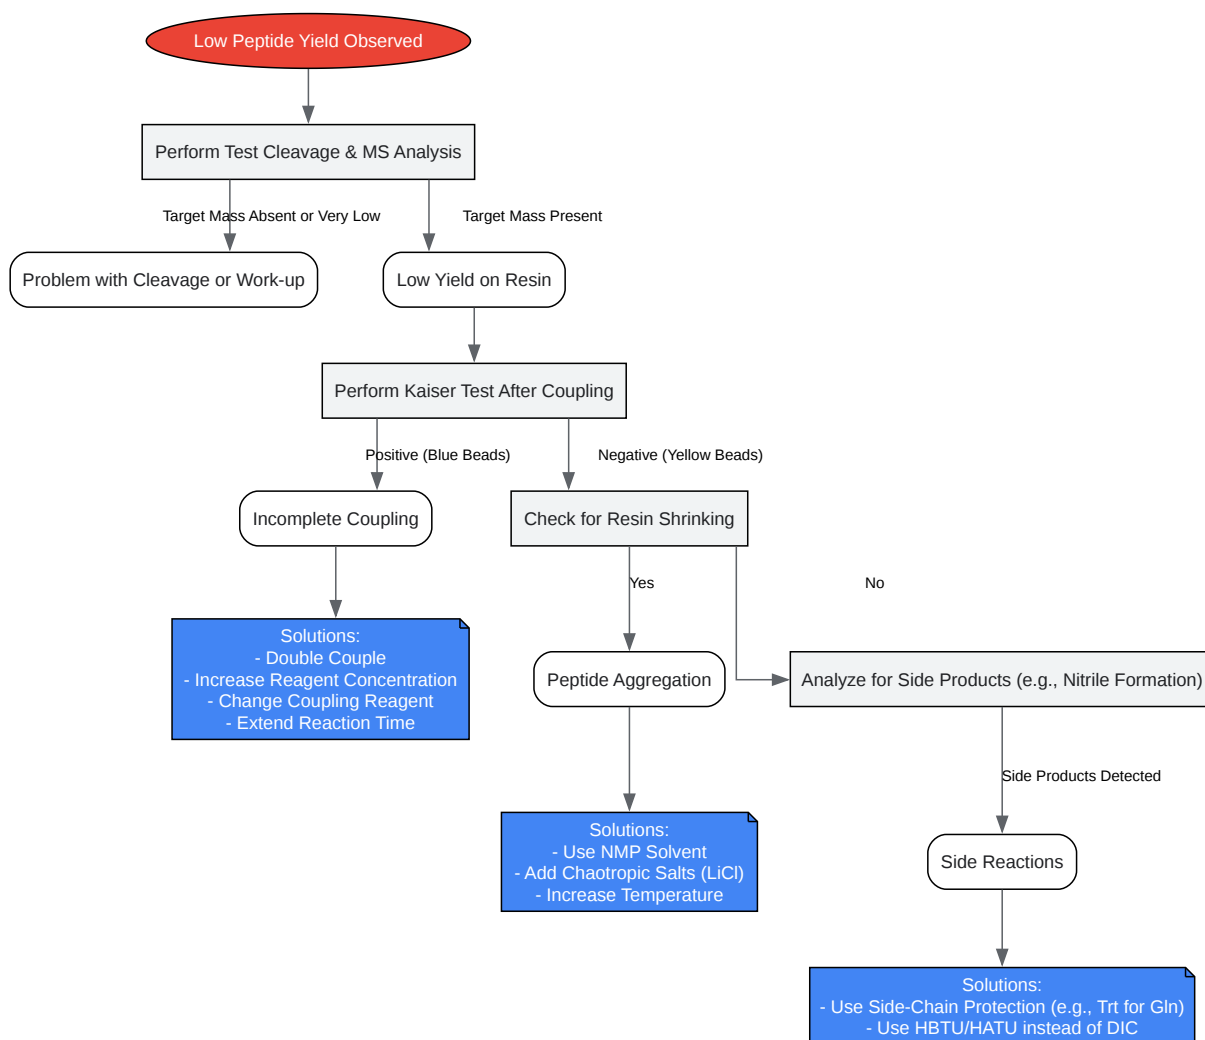 Low Peptide Yield Observed
Perform Test Cleavage & MS Analysis
Target Mass Absent or Very Low
Target Mass Present
Problem with Cleavage or Work-up
Low Yield on Resin
Perform Kaiser Test After Coupling
Positive (Blue Beads)
Negative (Yellow Beads)
Incomplete Coupling
Check for Resin Shrinking
Yes
No
Solutions:
- Double Couple
- Increase Reagent Concentration
- Change Coupling Reagent
- Extend Reaction Time
Peptide Aggregation
Analyze for Side Products (e.g., Nitrile Formation)
Side Products Detected
Solutions:
- Use NMP Solvent
- Add Chaotropic Salts (LiCl)
- Increase Temperature
Side Reactions
Solutions:
- Use Side-Chain Protection (e.g., Trt for Gln)
- Use HBTU/HATU instead of DIC